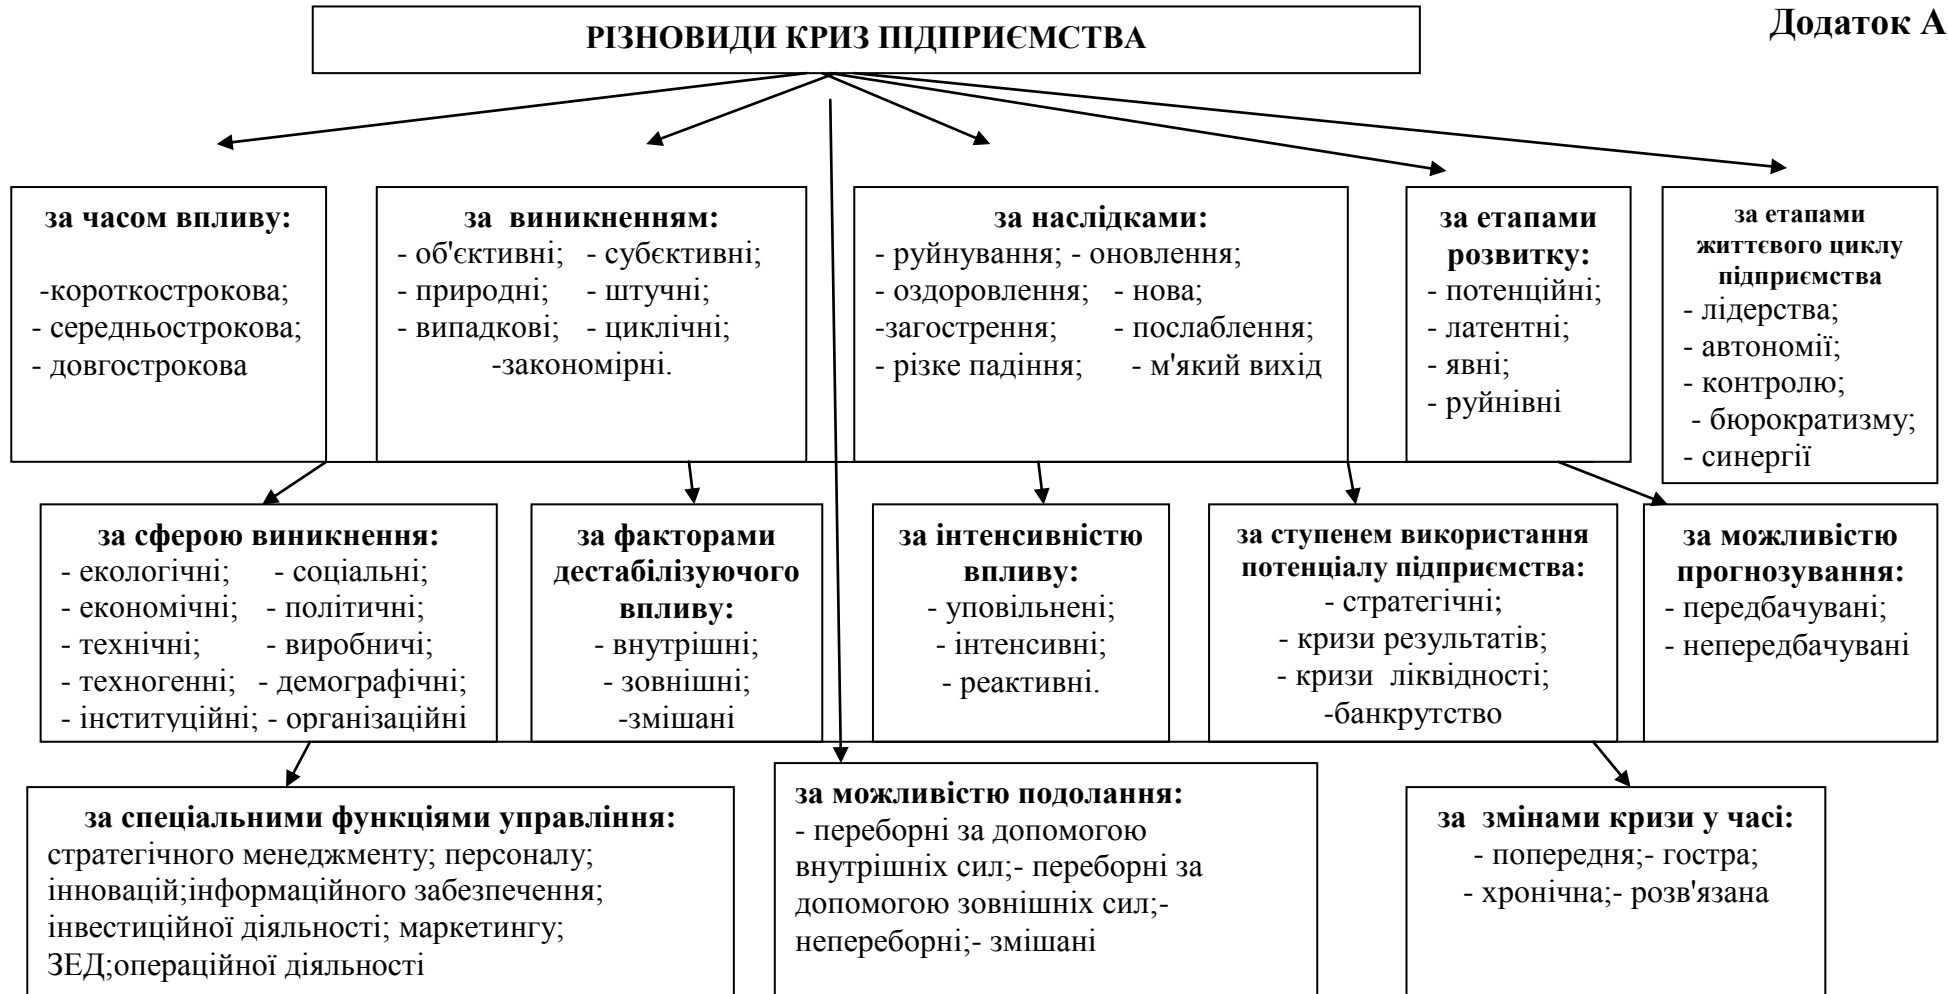 Додаток А
РІЗНОВИДИ КРИЗ ПІДПРИЄМСТВА
за часом впливу:
-короткострокова;
- середньострокова;
- довгострокова
за виникненням:
- об'єктивні; - субєктивні;
- природні; - штучні;
- випадкові; - циклічні;
-закономірні.
за наслідками:
- руйнування; - оновлення;
- оздоровлення; - нова;
-загострення; - послаблення;
- різке падіння; - м'який вихід
за етапами
розвитку:
- потенційні;
- латентні;
- явні;
- руйнівні
за етапами
життєвого циклу
підприємства
- лідерства;
- автономії;
- контролю;
- бюрократизму;
- синергії
за сферою виникнення:
- екологічні; - соціальні;
- економічні; - політичні;
- технічні; - виробничі;
- техногенні; - демографічні;
- інституційні; - організаційні
за факторами
дестабілізуючого
впливу:
- внутрішні;
- зовнішні;
-змішані
за інтенсивністю
впливу:
- уповільнені;
- інтенсивні;
- реактивні.
за ступенем використання
потенціалу підприємства:
- стратегічні;
- кризи результатів;
- кризи ліквідності;
-банкрутство
за можливістю
прогнозування:
- передбачувані;
- непередбачувані
за спеціальними функціями управління:
стратегічного менеджменту; персоналу;
інновацій;інформаційного забезпечення;
інвестиційної діяльності; маркетингу;
ЗЕД;операційної діяльності
за можливістю подолання:
- переборні за допомогою
внутрішніх сил;- переборні за
допомогою зовнішніх сил;-
непереборні;- змішані
за змінами кризи у часі:
- попередня;- гостра;
- хронічна;- розв'язана